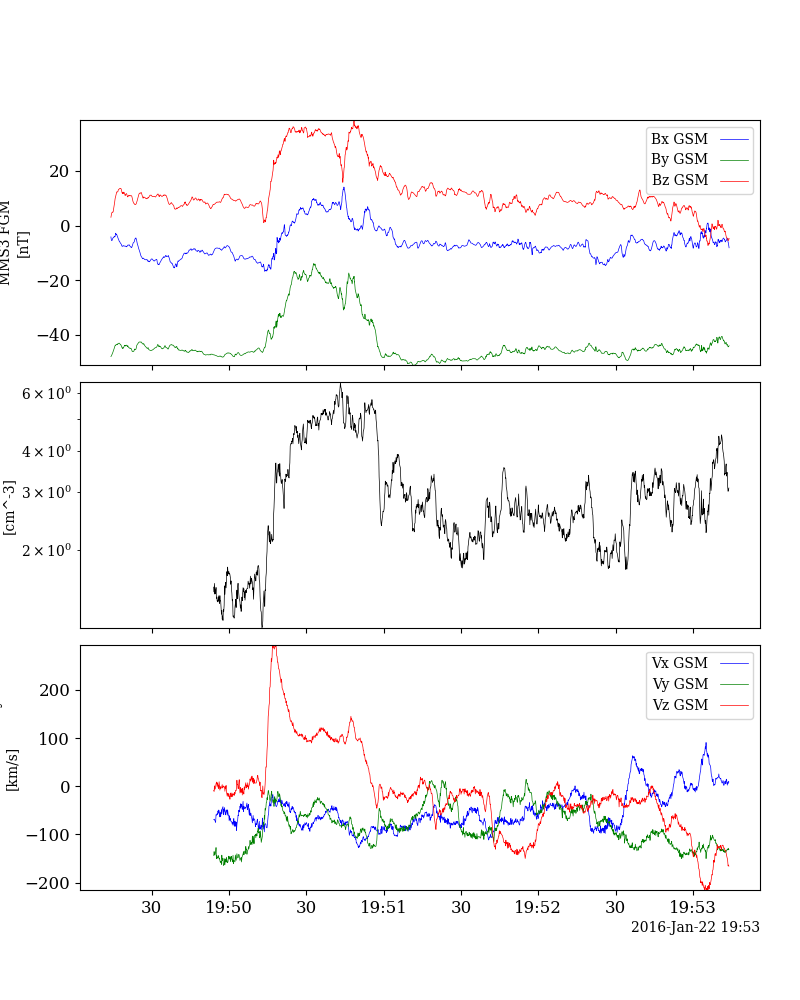 MMS3 FGM
[nT]
20
0
−20
−40
Bx GSM
By GSM
Bz GSM
[cm^-3]
6 × 10⁰
4 × 10⁰
3 × 10⁰
2 × 10⁰
[km/s]
200
100
0
−100
−200
Vx GSM
Vy GSM
Vz GSM
30 19:50 30 19:51 30 19:52 30 19:53
2016-Jan-22 19:53